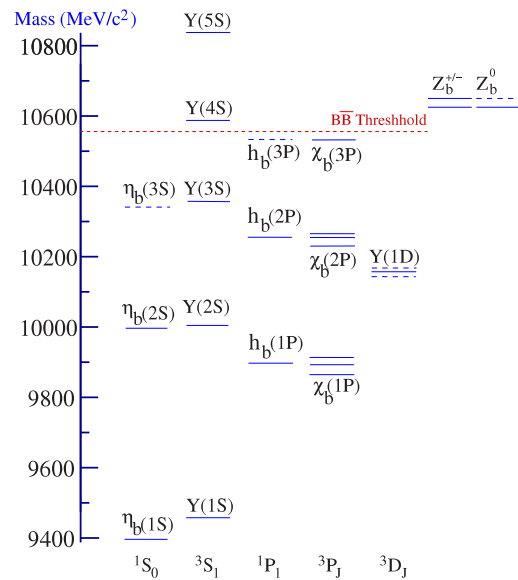 Mass (MeV/c²)
10800
10600
10400
10200
10000
9800
9600
9400
Υ(5S)
Υ(4S)
Z_b^{+/-} Z_b^0
BB̅ Threshhold
h_b(3P) χ_b(3P)
η_b(3S) Υ(3S)
h_b(2P)
χ_b(2P) Υ(1D)
η_b(2S) Υ(2S)
h_b(1P)
χ_b(1P)
η_b(1S) Υ(1S)
¹S₀ ³S₁ ¹P₁ ³P_J ³D_J